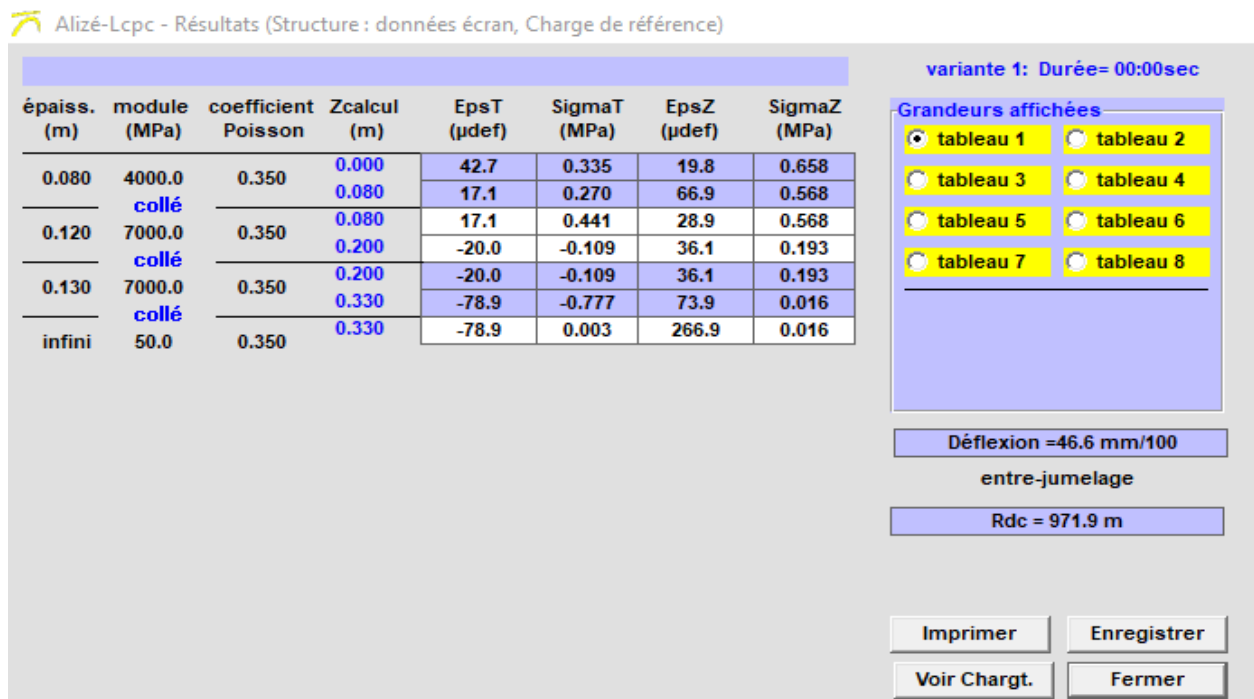 Alizé-Lcpc - Résultats (Structure : données écran, Charge de référence)
variante 1: Durée= 00:00sec
épaiss. module coefficient Zcalcul EpsT SigmaT EpsZ SigmaZ
(m) (MPa) Poisson (m) (µdef) (MPa) (µdef) (MPa)
0.000 42.7 0.335 19.8 0.658
0.080 4000.0 0.350
collé 0.080 17.1 0.270 66.9 0.568
0.080 17.1 0.441 28.9 0.568
0.120 7000.0 0.350
collé 0.200 -20.0 -0.109 36.1 0.193
0.200 -20.0 -0.109 36.1 0.193
0.130 7000.0 0.350
collé 0.330 -78.9 -0.777 73.9 0.016
0.330 -78.9 0.003 266.9 0.016
infini 50.0 0.350
Grandeurs affichées
tableau 1 tableau 2
tableau 3 tableau 4
tableau 5 tableau 6
tableau 7 tableau 8
Déflexion =46.6 mm/100
entre-jumelage
Rdc = 971.9 m
Imprimer Enregistrer
Voir Chargt. Fermer